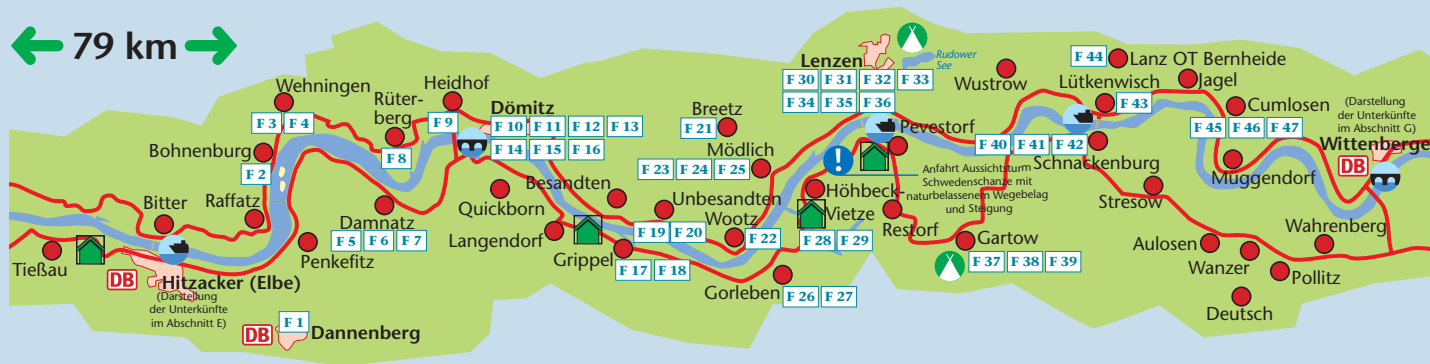 79 km
Wehningen
F 3 F 4
Bohnenburg
F 2
Bitter
Raffatz
Tießau
DB
Hitzacker (Elbe)
(Darstellung
der Unterkünfte
im Abschnitt E)
DB
F 1
Dannenberg
Rüter-
berg
F 8
Heidhof
F 9
Damnatz
F 5 F 6 F 7
Penkefitz
Dömitz
F 10 F 11 F 12 F 13
F 14 F 15 F 16
Quickborn
Langendorf
Besandten
Grippel
F 17 F 18
Unbesandten
F 19 F 20
Breetz
F 21
Mödlich
F 23 F 24 F 25
Wootz
F 22
Gorleben
F 26 F 27
Lenzen
F 30 F 31 F 32 F 33
F 34 F 35 F 36
Rudower
See
Pevestorf
!
Anfahrt Aussichtsturm
Schwedenschanze mit
naturbelassenem Wegebelag
und Steigung
Höhbeck-
Vietze
F 28 F 29
Restorf
Gartow
F 37 F 38 F 39
Wustrow
F 44
Lanz OT Bernheide
Lütkenwisch
F 43
Jagel
F 40 F 41 F 42
Schnackenburg
Stresow
Cumlosen
F 45 F 46 F 47
Müggendorf
(Darstellung
der Unterkünfte
im Abschnitt G)
Wittenberge
DB
Aulosen
Wanzer
Wahrenberg
Pollitz
Deutsch